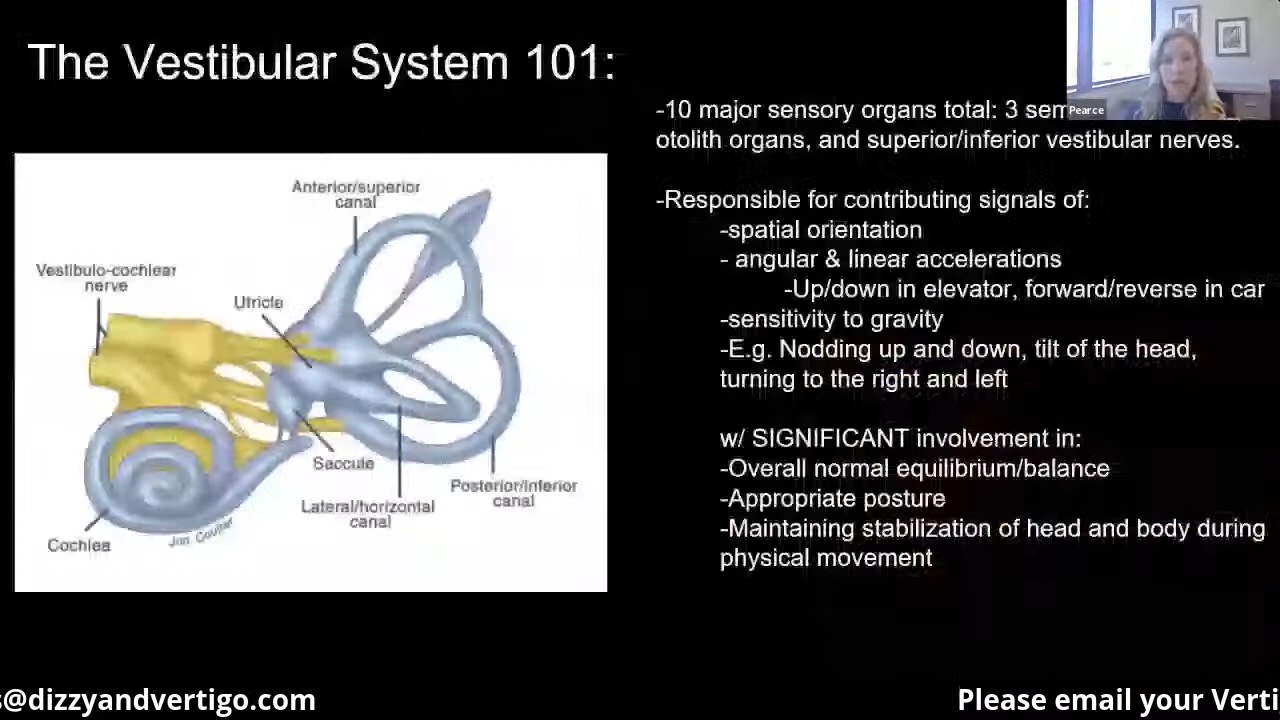 The Vestibular System 101:
Pearce
-10 major sensory organs total: 3
otolith organs, and superior/inferior vestibular nerves.
-Responsible for contributing signals of:
-spatial orientation
- angular & linear accelerations
-Up/down in elevator, forward/reverse in car
-sensitivity to gravity
-E.g. Nodding up and down, tilt of the head,
turning to the right and left
w/ SIGNIFICANT involvement in:
-Overall normal equilibrium/balance
-Appropriate posture
-Maintaining stabilization of head and body during
physical movement
Anterior/superior
canal
Vestibulo-cochlear
nerve
Utricle
Saccule
Lateral/horizontal
canal
Posterior/inferior
canal
Cochlea
s@dizzyandvertigo.com
Please email your Verti